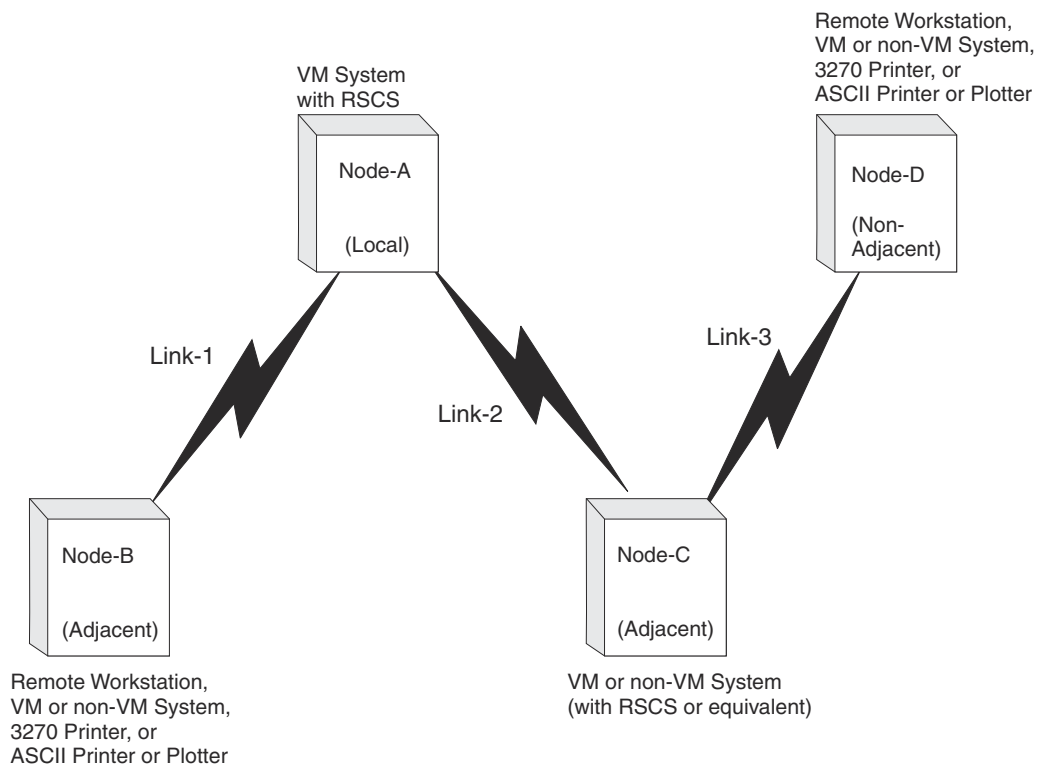 Remote Workstation,
VM or non-VM System,
3270 Printer, or
ASCII Printer or Plotter
VM System
with RSCS
Node-A
(Local)
Node-D
(Non-
Adjacent)
Link-1
Link-2
Link-3
Node-B
(Adjacent)
Node-C
(Adjacent)
Remote Workstation,
VM or non-VM System,
3270 Printer, or
ASCII Printer or Plotter
VM or non-VM System
(with RSCS or equivalent)